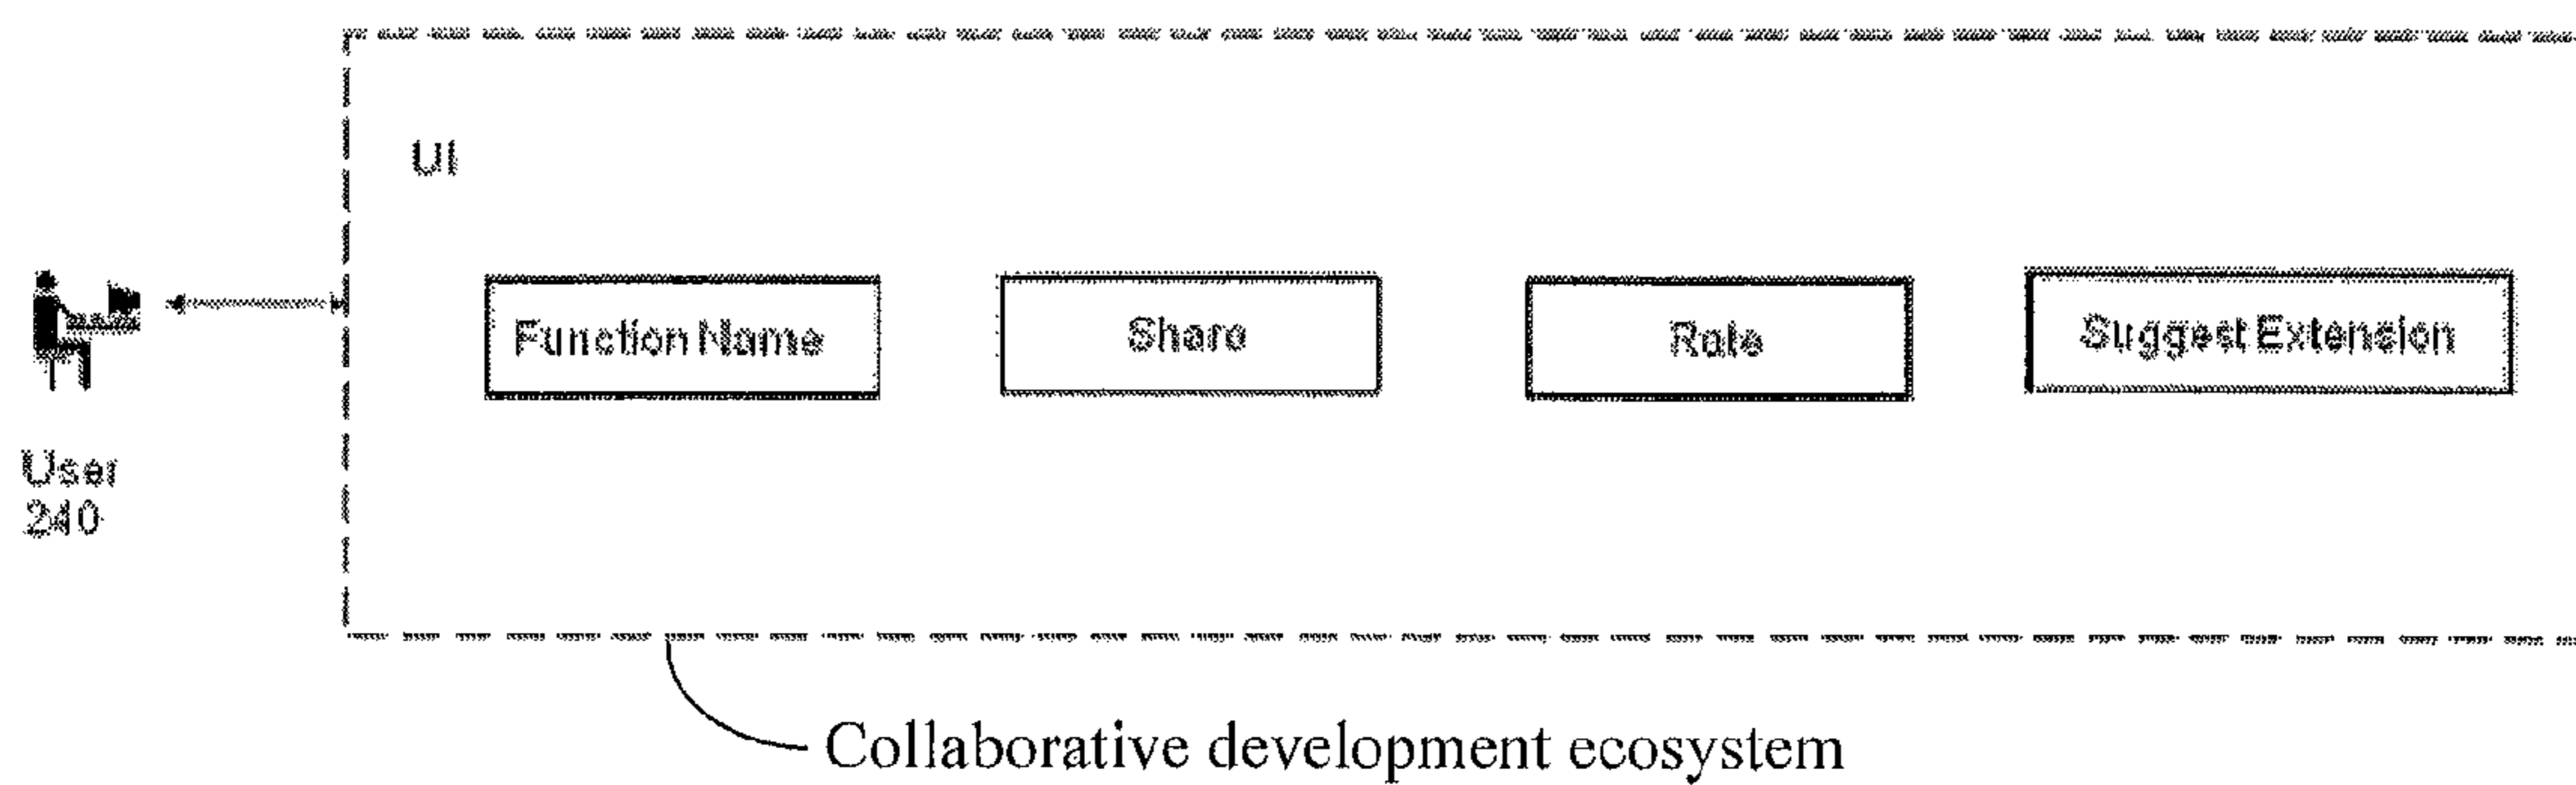 UI
Function Name
Share
Rate
Suggest Extension
User
240
Collaborative development ecosystem